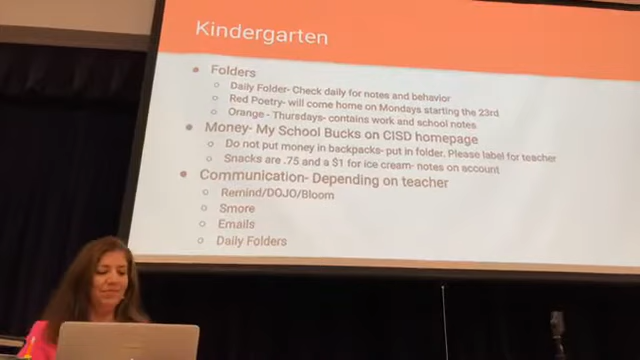 Kindergarten
● Folders
○ Daily Folder- Check daily for notes and behavior
○ Red Poetry- will come home on Mondays starting the 23rd
○ Orange - Thursdays- contains work and school notes
● Money- My School Bucks on CISD homepage
○ Do not put money in backpacks- put in folder. Please label for teacher
○ Snacks are .75 and a $1 for ice cream- notes on account
● Communication- Depending on teacher
○ Remind/DOJO/Bloom
○ Smore
○ Emails
○ Daily Folders